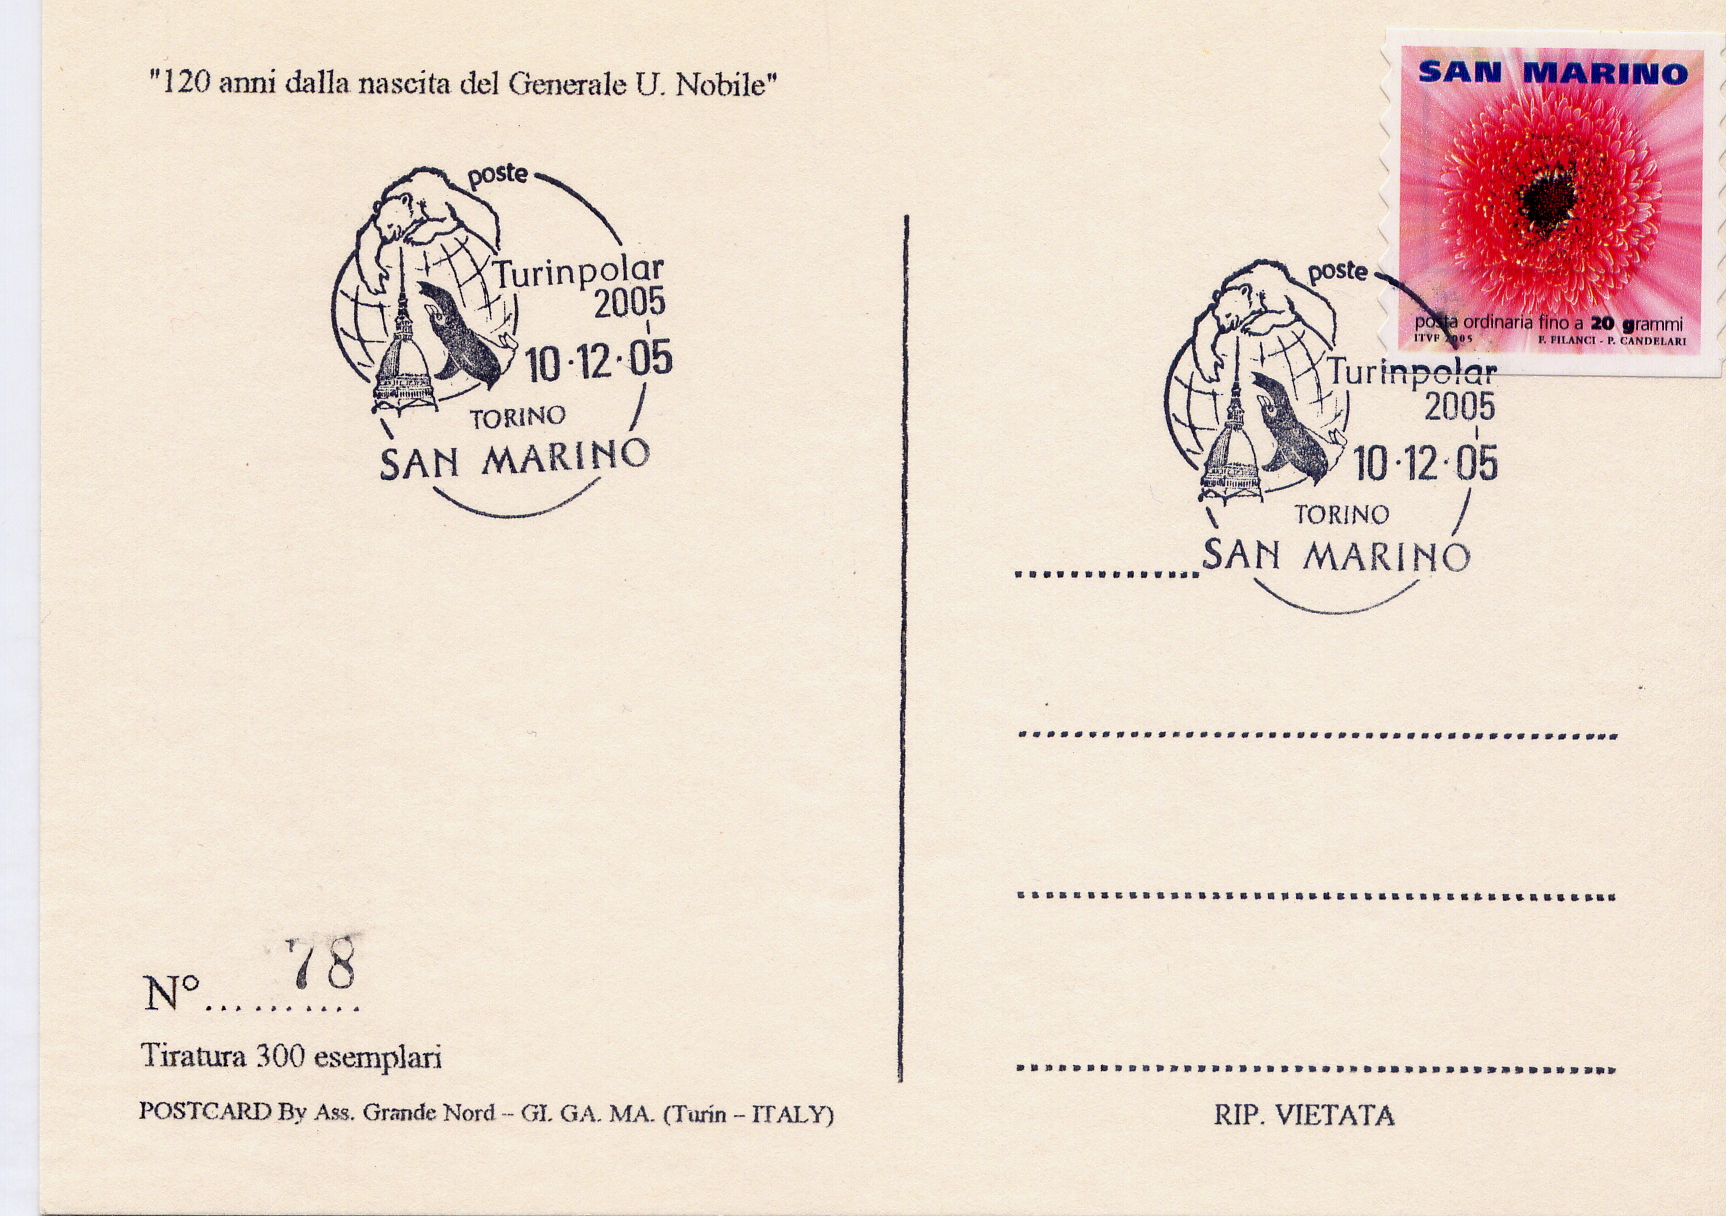 "120 anni dalla nascita del Generale U. Nobile"
poste
Turinpolar
2005
10·12·05
TORINO
SAN MARINO
N°..........
78
Tiratura 300 esemplari
POSTCARD By Ass. Grande Nord – GI. GA. MA. (Turin – ITALY)
SAN MARINO
posta ordinaria fino a 20 grammi
ITVF 2005 F. FILANCI - P. CANDELARI
poste
Turinpolar
2005
10·12·05
TORINO
SAN MARINO
RIP. VIETATA